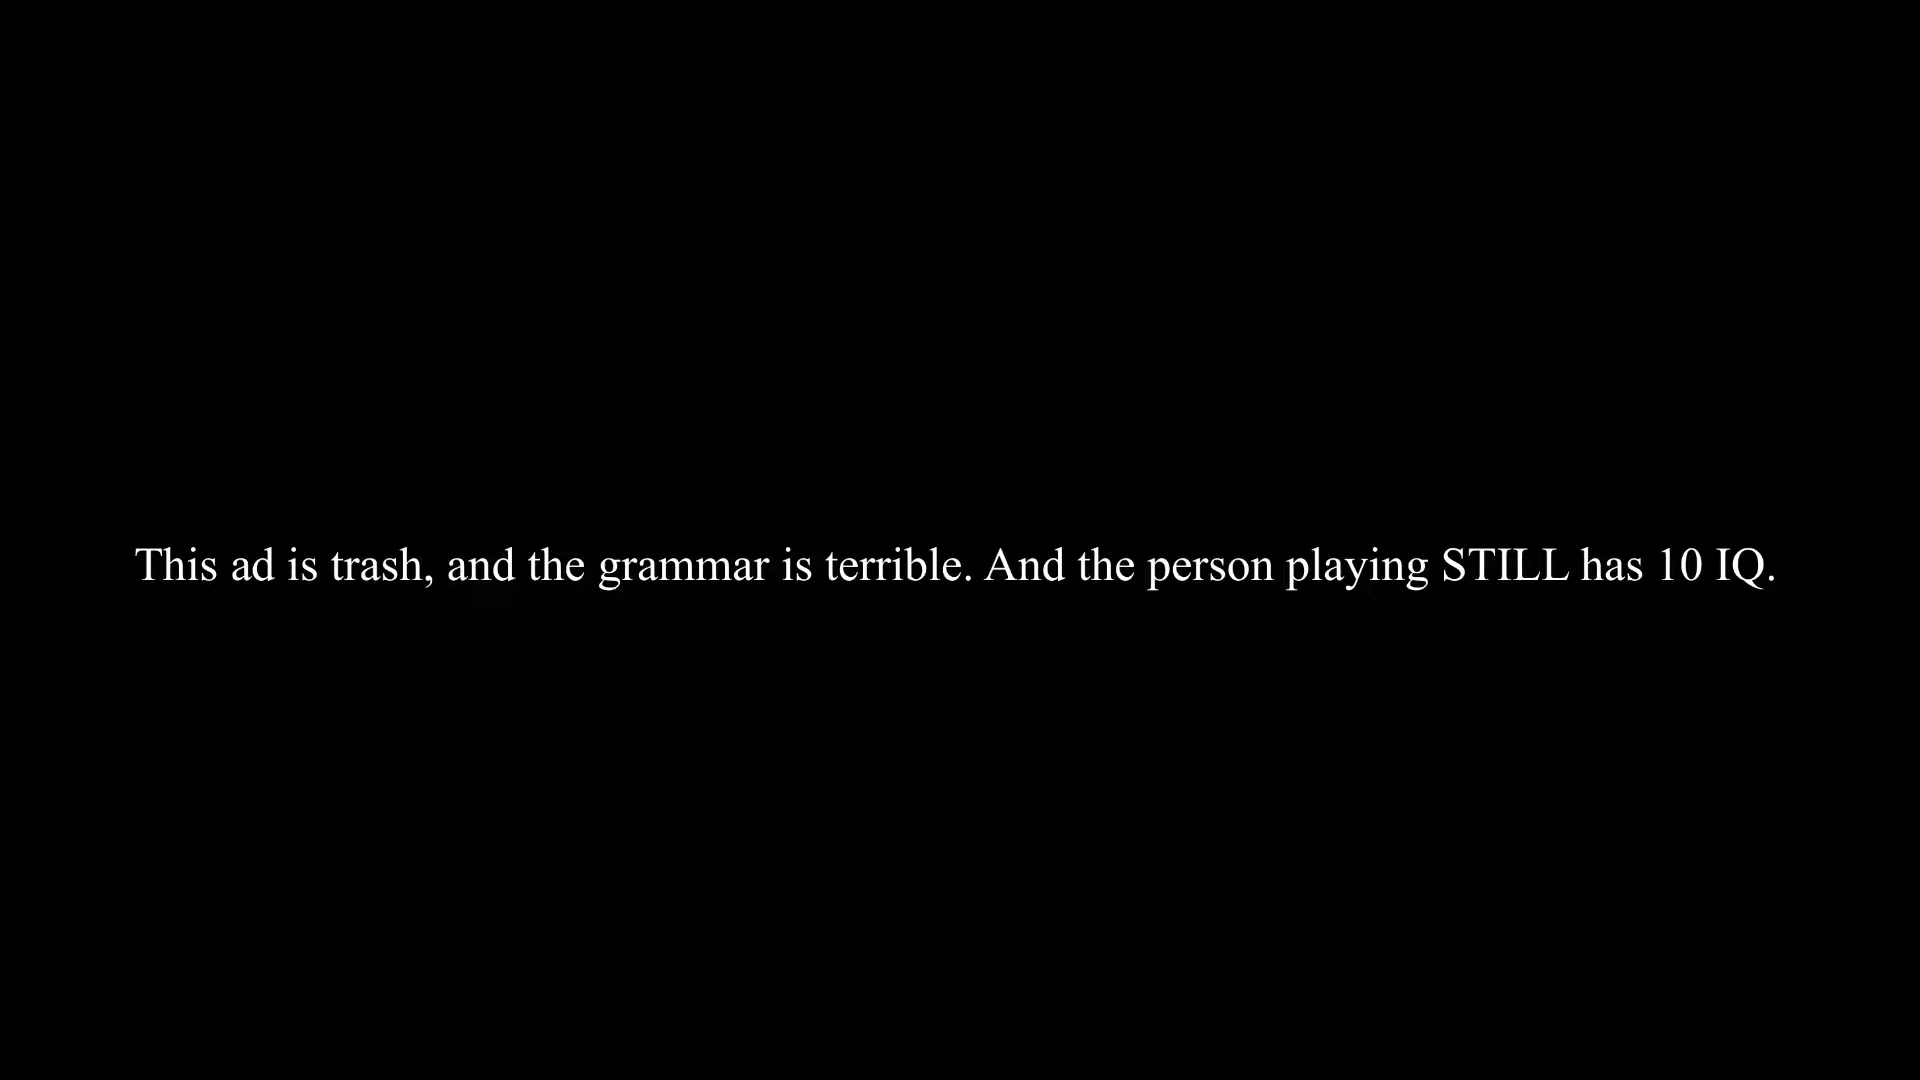 This ad is trash, and the grammar is terrible. And the person playing STILL has 10 IQ.